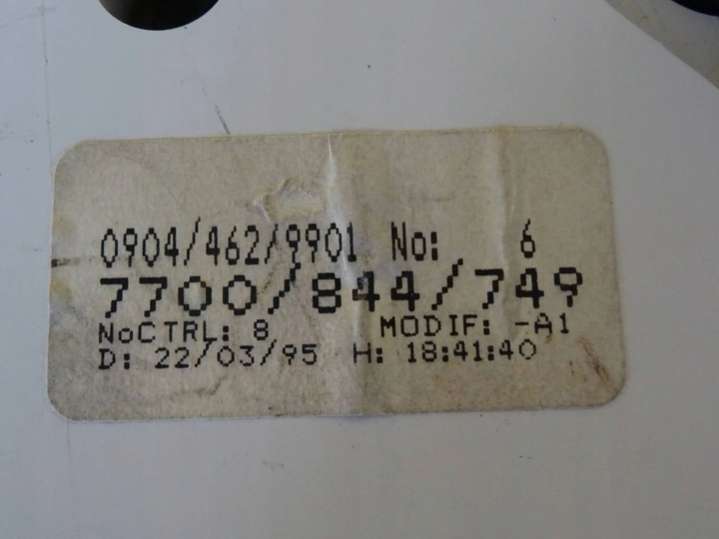 0904/462/9901 No: 6
7700/844/749
NoCTRL: 8 MODIF: -A1
D: 22/03/95 H: 18:41:40